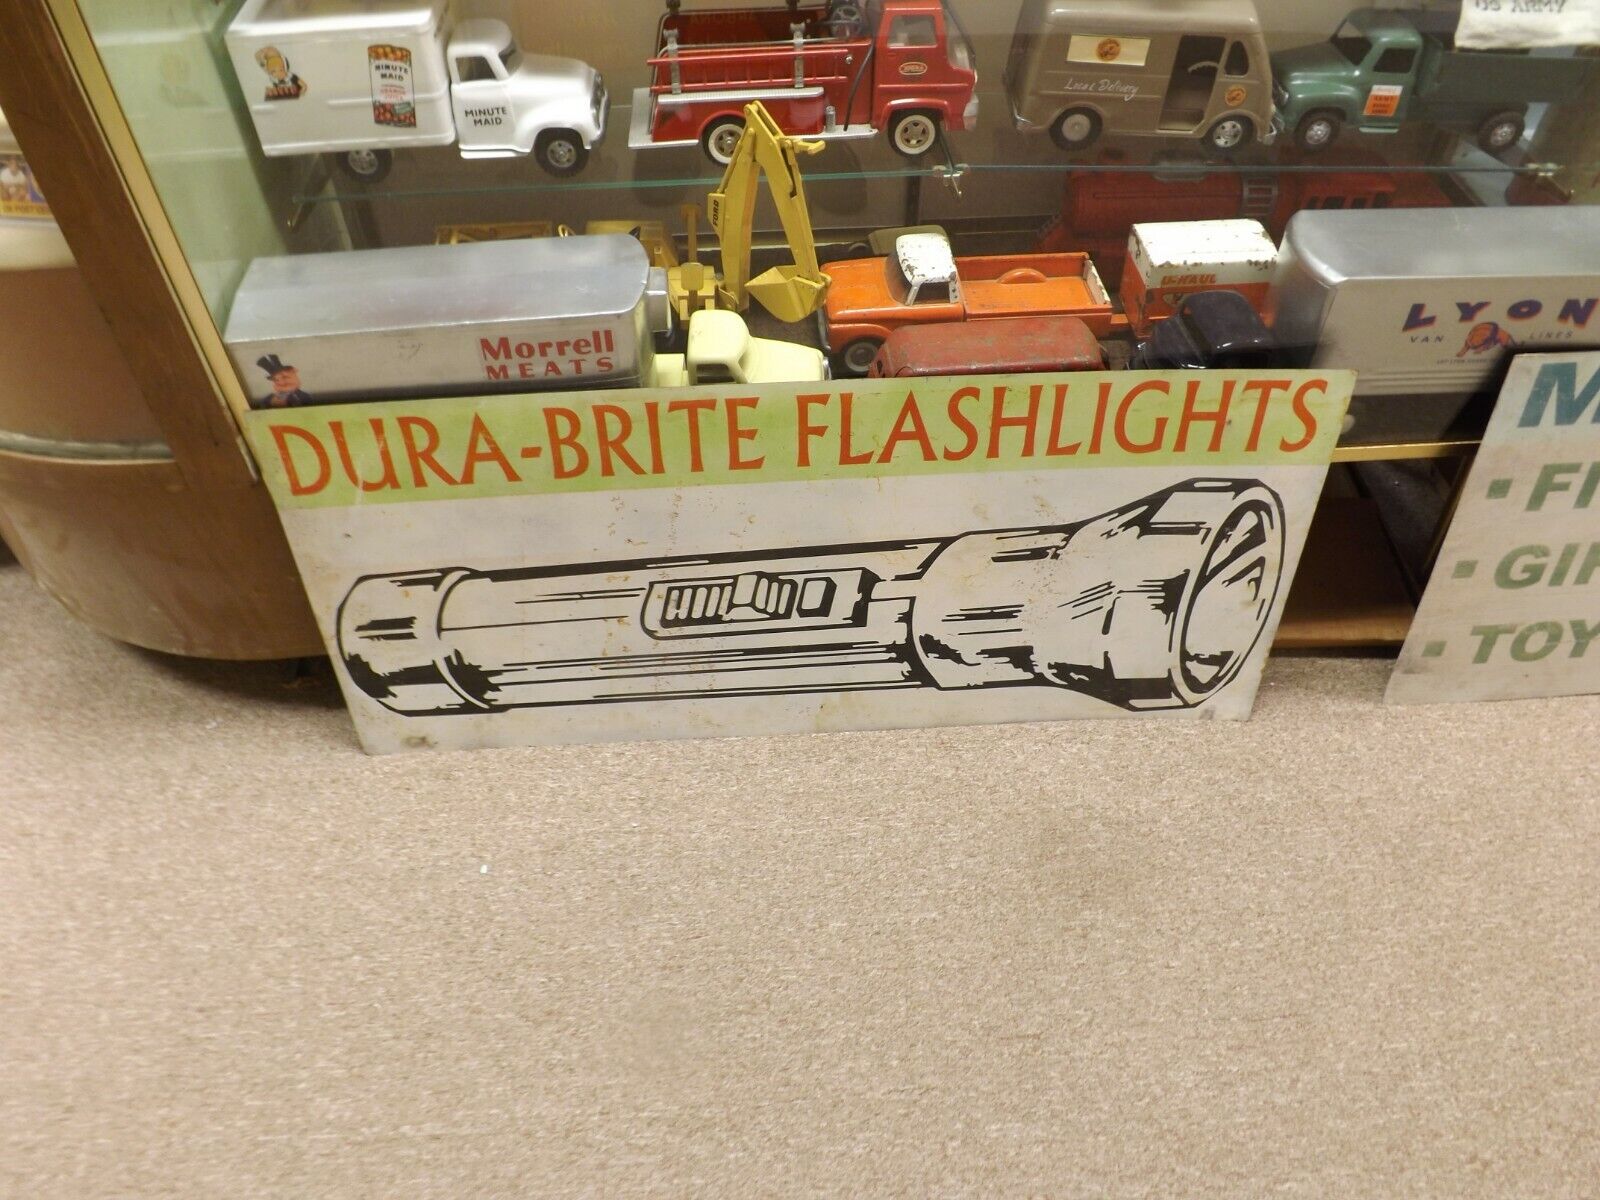 US ARMY
MINUTE MAID
MINUTE
MAID
Local Delivery
FORD
U-HAUL
Morrell
MEATS
LYON
VAN LINES
DURA-BRITE FLASHLIGHTS
M
· FI
· GIF
· TOY